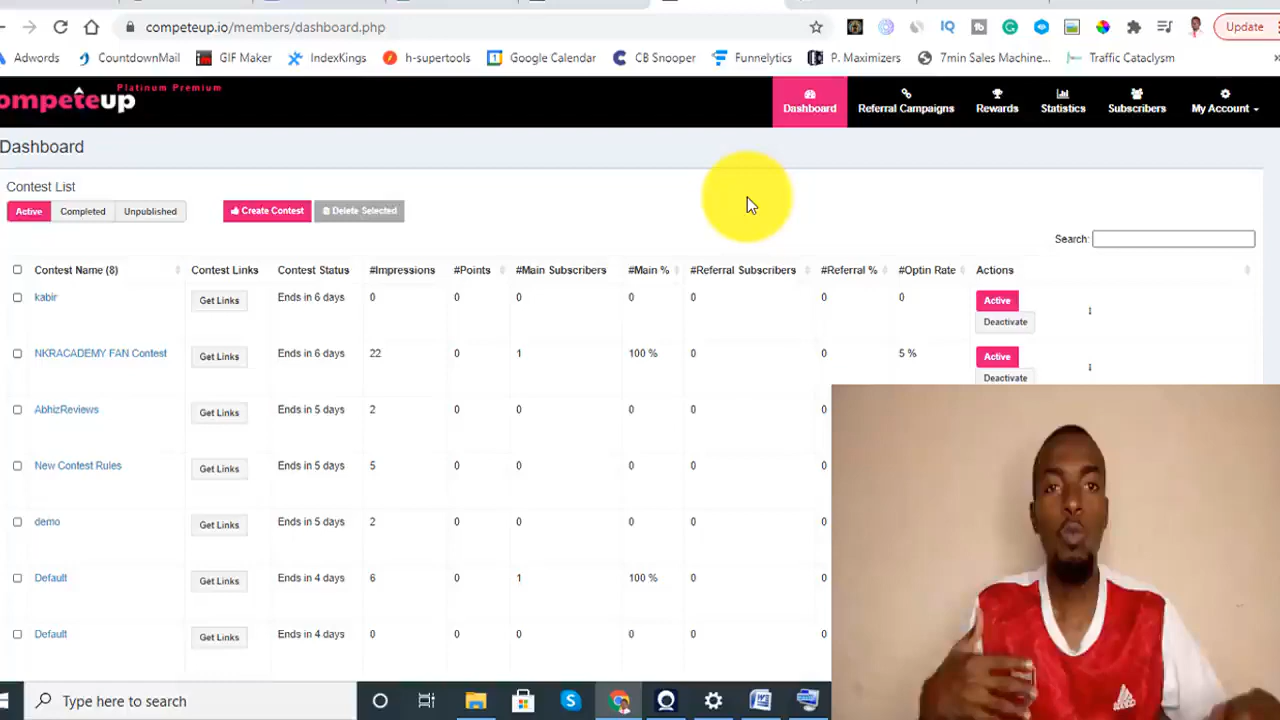 competeup.io/members/dashboard.php
IQ
Update
Adwords CountdownMail GIF Maker IndexKings h-supertools Google Calendar CB Snooper Funnelytics P. Maximizers 7min Sales Machine... Traffic Cataclysm »
Platinum Premium
ompeteup
Dashboard Referral Campaigns Rewards Statistics Subscribers My Account
Dashboard
Contest List
Active Completed Unpublished Create Contest Delete Selected
Search:
Contest Name (8) Contest Links Contest Status #Impressions #Points #Main Subscribers #Main % #Referral Subscribers #Referral % #Optin Rate Actions
kabir Get Links Ends in 6 days 0 0 0 0 0 0 0 Active
Deactivate
NKRACADEMY FAN Contest Get Links Ends in 6 days 22 0 1 100 % 0 0 5 % Active
Deactivate
AbhizReviews Get Links Ends in 5 days 2 0 0 0 0 0
New Contest Rules Get Links Ends in 5 days 5 0 0 0 0 0
demo Get Links Ends in 5 days 2 0 0 0 0 0
Default Get Links Ends in 4 days 6 0 1 100 % 0 0
Default Get Links Ends in 4 days 0 0 0 0 0 0
Type here to search